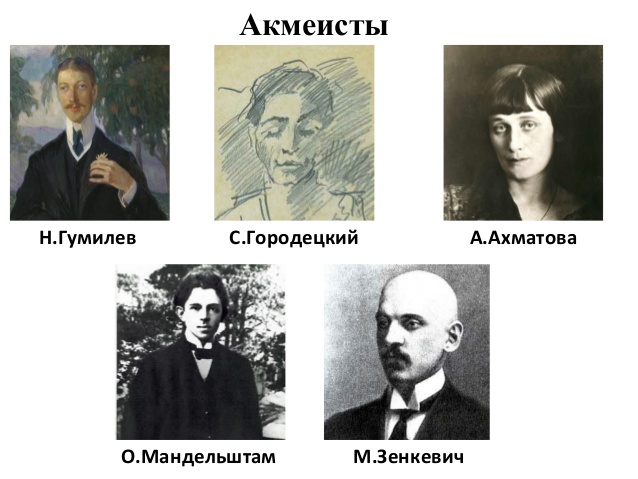 Акмеисты
Н.Гумилев
С.Городецкий
А.Ахматова
О.Мандельштам
М.Зенкевич